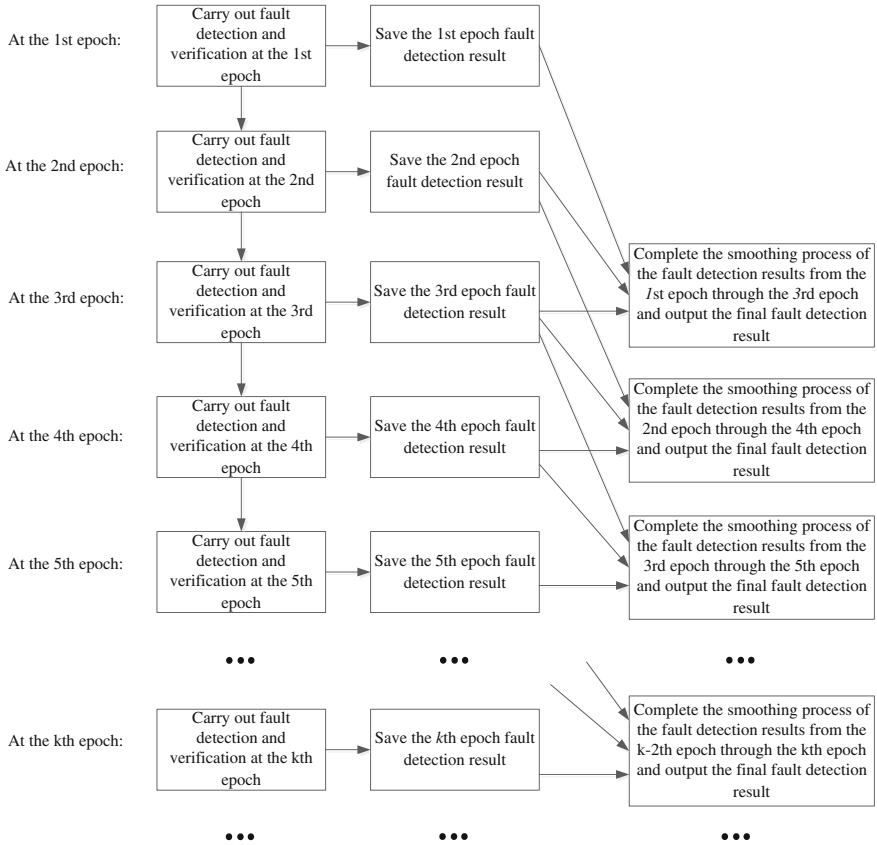 At the 1st epoch:
Carry out fault
detection and
verification at the 1st
epoch
Save the 1st epoch fault
detection result
At the 2nd epoch:
Carry out fault
detection and
verification at the 2nd
epoch
Save the 2nd epoch
fault detection result
At the 3rd epoch:
Carry out fault
detection and
verification at the 3rd
epoch
Save the 3rd epoch fault
detection result
Complete the smoothing process of
the fault detection results from the
1st epoch through the 3rd epoch
and output the final fault detection
result
At the 4th epoch:
Carry out fault
detection and
verification at the 4th
epoch
Save the 4th epoch fault
detection result
Complete the smoothing process of
the fault detection results from the
2nd epoch through the 4th epoch
and output the final fault detection
result
At the 5th epoch:
Carry out fault
detection and
verification at the 5th
epoch
Save the 5th epoch fault
detection result
Complete the smoothing process of
the fault detection results from the
3rd epoch through the 5th epoch
and output the final fault detection
result
••• ••• •••
At the kth epoch:
Carry out fault
detection and
verification at the kth
epoch
Save the kth epoch fault
detection result
Complete the smoothing process of
the fault detection results from the
k-2th epoch through the kth epoch
and output the final fault detection
result
••• ••• •••